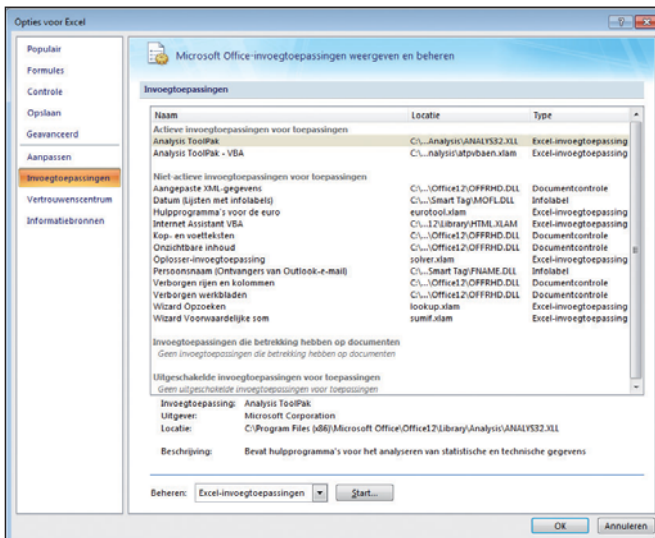 Opties voor Excel
Populair
Formules
Controle
Opslaan
Geavanceerd
Aanpassen
Invoegtoepassingen
Vertrouwenscentrum
Informatiebronnen
Microsoft Office-invoegtoepassingen weergeven en beheren
Invoegtoepassingen
Naam Locatie Type
Actieve invoegtoepassingen voor toepassingen
Analysis ToolPak C:\...Analysis\ANALYS32.XLL Excel-invoegtoepassing
Analysis ToolPak - VBA C:\...nalysis\atpvbaen.xlam Excel-invoegtoepassing
Niet-actieve invoegtoepassingen voor toepassingen
Aangepaste XML-gegevens C:\...\Office12\OFFRHD.DLL Documentcontrole
Datum (Lijsten met infolabels) C:\...\Smart Tag\MOFL.DLL Infolabel
Hulpprogramma's voor de euro eurotool.xlam Excel-invoegtoepassing
Internet Assistant VBA C:\...12\Library\HTML.XLAM Excel-invoegtoepassing
Kop- en voetteksten C:\...\Office12\OFFRHD.DLL Documentcontrole
Onzichtbare inhoud C:\...\Office12\OFFRHD.DLL Documentcontrole
Oplosser-invoegtoepassing solver.xlam Excel-invoegtoepassing
Persoonsnaam (Ontvangers van Outlook-e-mail) C:\...Smart Tag\FNAME.DLL Infolabel
Verborgen rijen en kolommen C:\...\Office12\OFFRHD.DLL Documentcontrole
Verborgen werkbladen C:\...\Office12\OFFRHD.DLL Documentcontrole
Wizard Opzoeken lookup.xlam Excel-invoegtoepassing
Wizard Voorwaardelijke som sumif.xlam Excel-invoegtoepassing
Invoegtoepassingen die betrekking hebben op documenten
Geen invoegtoepassingen die betrekking hebben op documenten
Uitgeschakelde invoegtoepassingen voor toepassingen
Geen uitgeschakelde invoegtoepassingen voor toepassingen
Invoegtoepassing: Analysis ToolPak
Uitgever: Microsoft Corporation
Locatie: C:\Program Files (x86)\Microsoft Office\Office12\Library\Analysis\ANALYS32.XLL
Beschrijving: Bevat hulpprogramma's voor het analyseren van statistische en technische gegevens
Beheren: Excel-invoegtoepassingen Start...
OK Annuleren